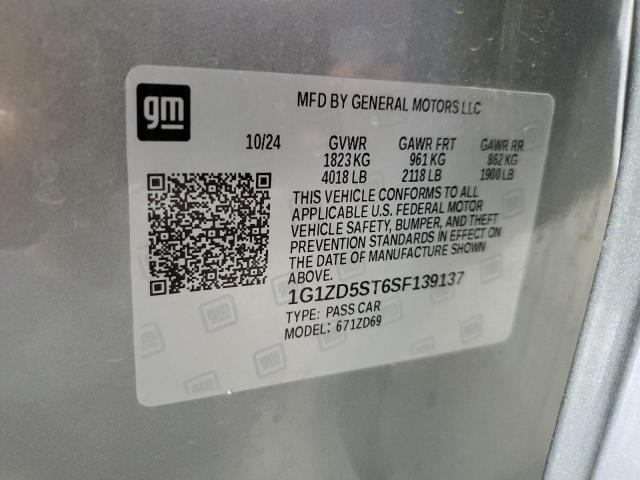 gm
MFD BY GENERAL MOTORS LLC
10/24 GVWR GAWR FRT GAWR RR
1823 KG 961 KG 862 KG
4018 LB 2118 LB 1900 LB
THIS VEHICLE CONFORMS TO ALL
APPLICABLE U.S. FEDERAL MOTOR
VEHICLE SAFETY, BUMPER, AND THEFT
PREVENTION STANDARDS IN EFFECT ON
THE DATE OF MANUFACTURE SHOWN
ABOVE.
1G1ZD5ST6SF139137
TYPE: PASS CAR
MODEL: 671ZD69